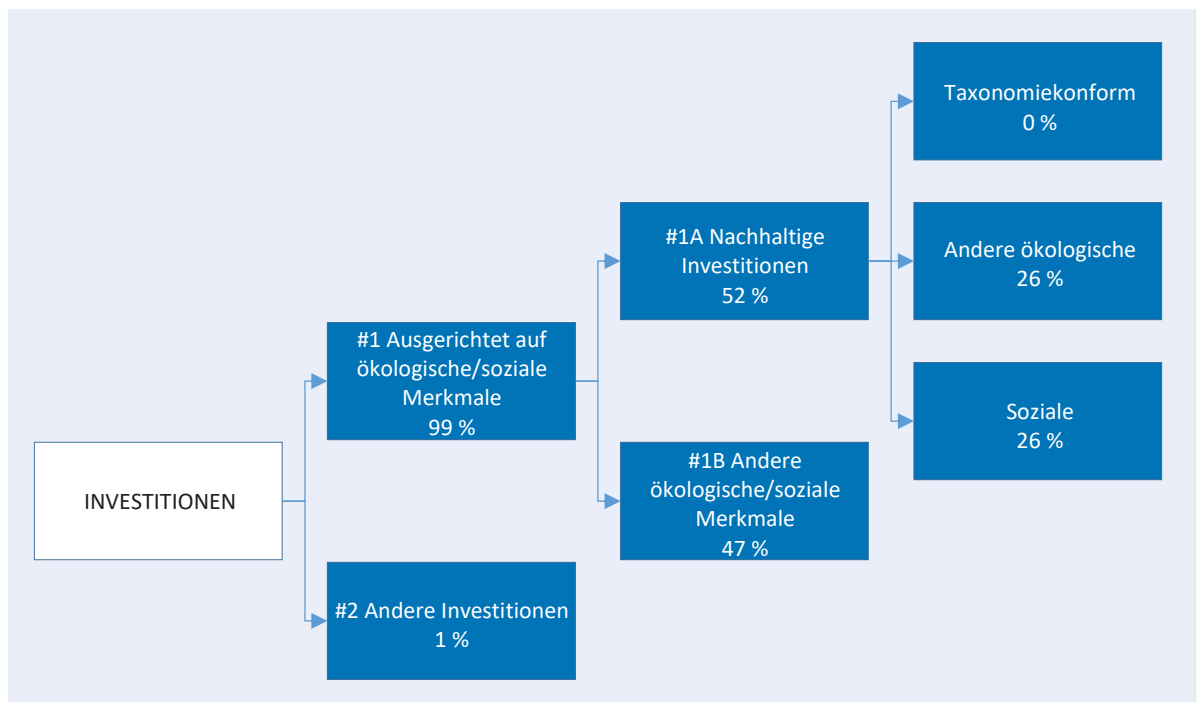 INVESTITIONEN
#1 Ausgerichtet auf
ökologische/soziale
Merkmale
99 %
#2 Andere Investitionen
1 %
#1A Nachhaltige
Investitionen
52 %
#1B Andere
ökologische/soziale
Merkmale
47 %
Taxonomiekonform
0 %
Andere ökologische
26 %
Soziale
26 %